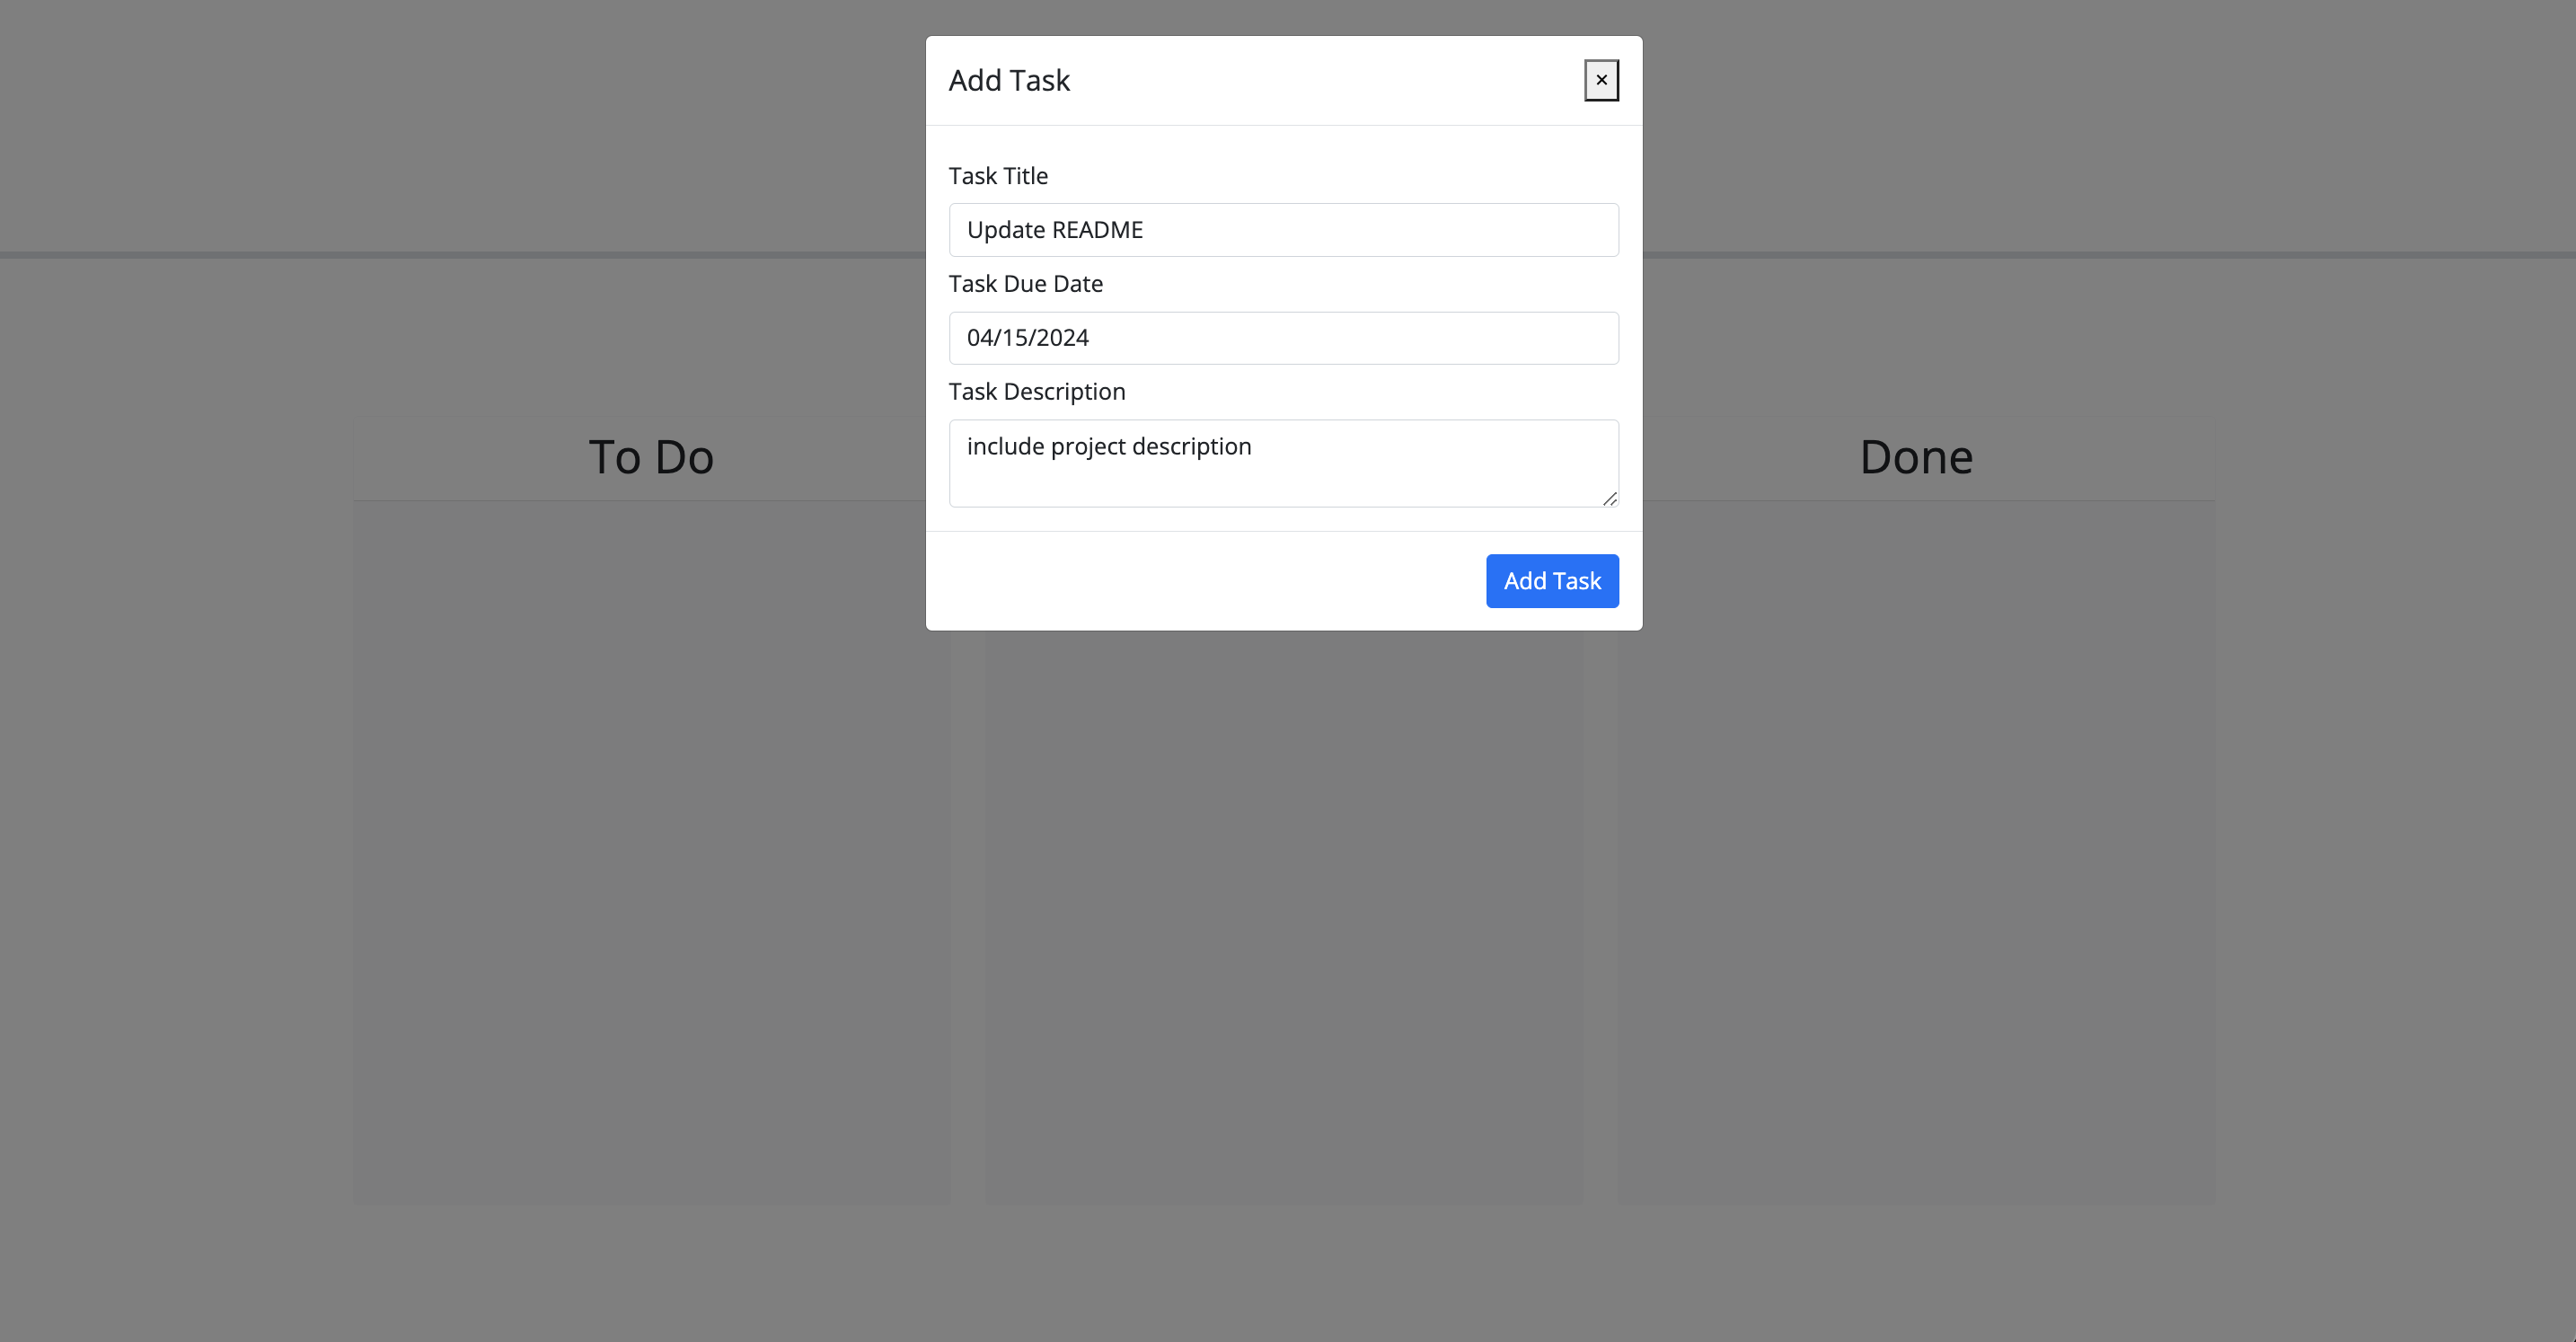 Add Task
×
Task Title
Update README
Task Due Date
04/15/2024
Task Description
include project description
Add Task
To Do
Done